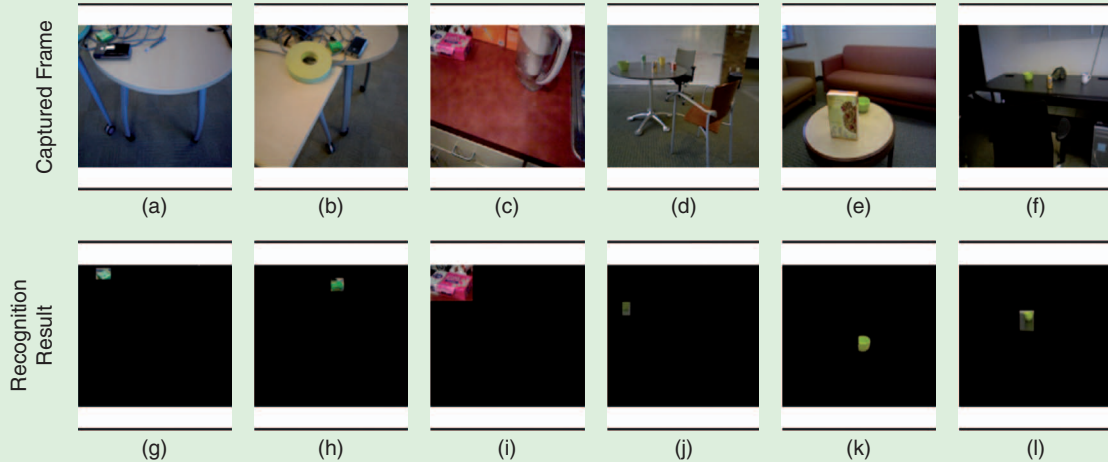 Captured Frame
(a) (b) (c) (d) (e) (f)
Recognition
Result
(g) (h) (i) (j) (k) (l)